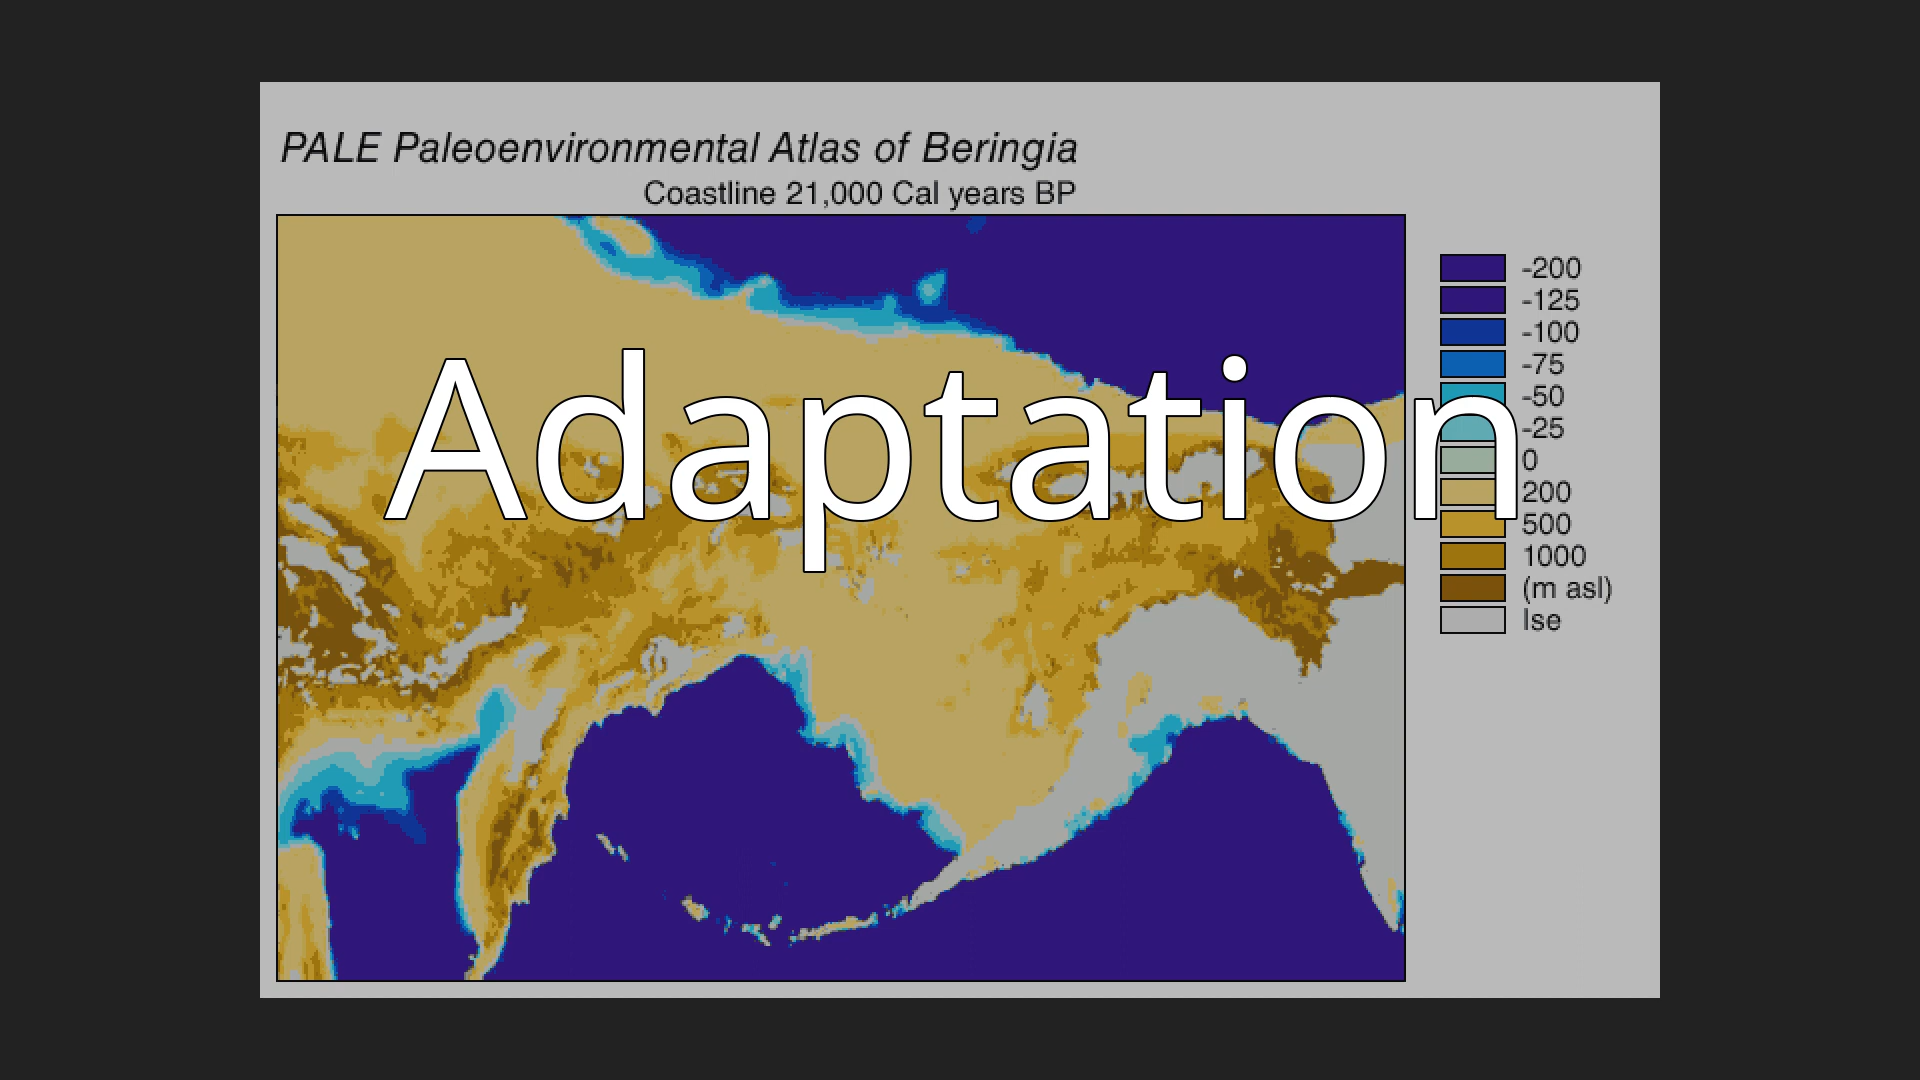 PALE Paleoenvironmental Atlas of Beringia
Coastline 21,000 Cal years BP
Adaptation
-200
-125
-100
-75
-50
-25
0
200
500
1000
(m asl)
Ise